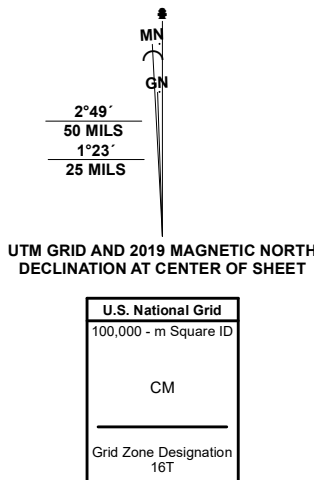 MN
GN
2°49´
50 MILS
1°23´
25 MILS
UTM GRID AND 2019 MAGNETIC NORTH
DECLINATION AT CENTER OF SHEET
U.S. National Grid
100,000 - m Square ID
CM
Grid Zone Designation
16T